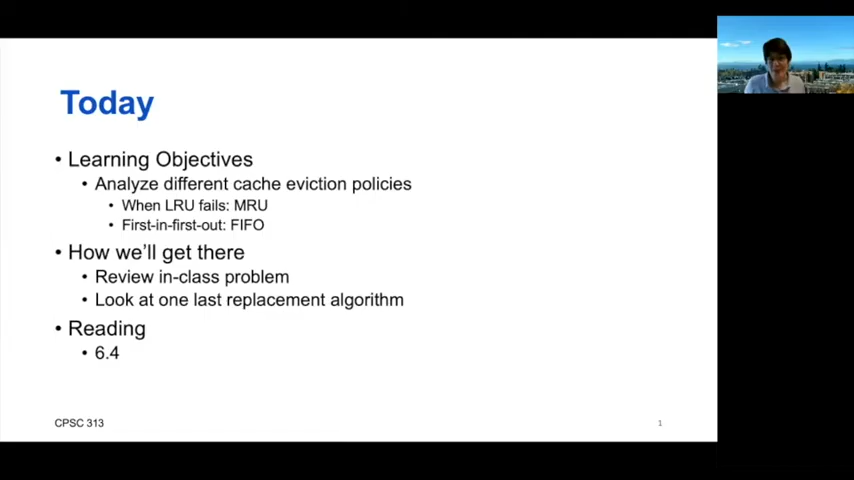 Today
• Learning Objectives
• Analyze different cache eviction policies
• When LRU fails: MRU
• First-in-first-out: FIFO
• How we'll get there
• Review in-class problem
• Look at one last replacement algorithm
• Reading
• 6.4
CPSC 313
1